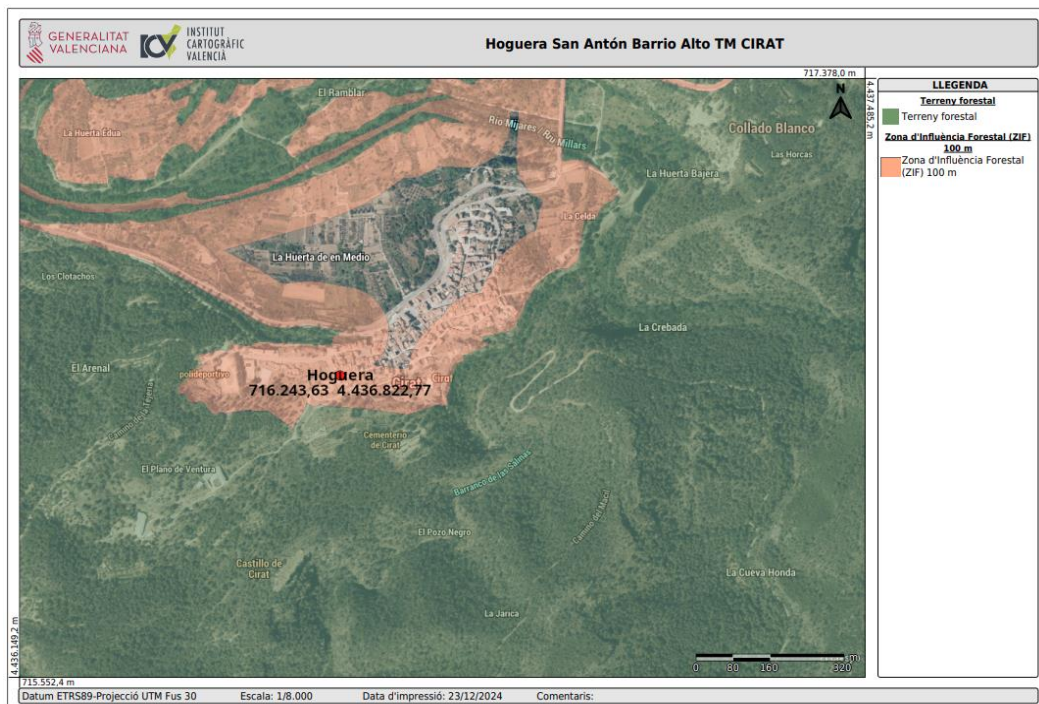 GENERALITAT
VALENCIANA
INSTITUT
CARTOGRÀFIC
VALENCIÀ
Hoguera San Antón Barrio Alto TM CIRAT
717.378,0 m
4.437.485,2 m
N
LLEGENDA
Terreny forestal
Terreny forestal
Zona d'Influència Forestal (ZIF)
100 m
Zona d'Influència Forestal
(ZIF) 100 m
El Ramblar
La Huerta Edua
Río Mijares - Riu Millars
Collado Blanco
Las Horcas
La Huerta Bajera
La Celda
La Huerta de en Medio
Los Clotachos
La Crebada
El Arenal
polideportivo
Hoguera
716.243,63 4.436.822,77
Cirat
Cirat
Cementerio
de Cirat
El Plano de Ventura
Barranco de las Salinas
Camino del Macil
El Pozo Negro
Castillo de
Cirat
La Cueva Honda
La Jarica
0 80 160 320 m
4.436.149,2 m
715.552,4 m
Datum ETRS89-Projecció UTM Fus 30
Escala: 1/8.000
Data d'impressió: 23/12/2024
Comentaris: